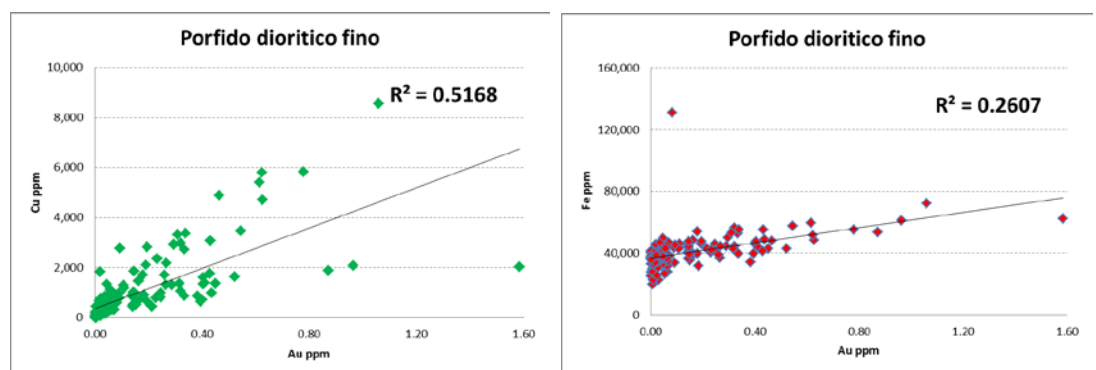 Porfido dioritico fino
10,000
R² = 0.5168
8,000
6,000
Cu ppm
4,000
2,000
0
0.00 0.40 0.80 1.20 1.60
Au ppm
Porfido dioritico fino
160,000
R² = 0.2607
120,000
Fe ppm
80,000
40,000
0
0.00 0.40 0.80 1.20 1.60
Au ppm